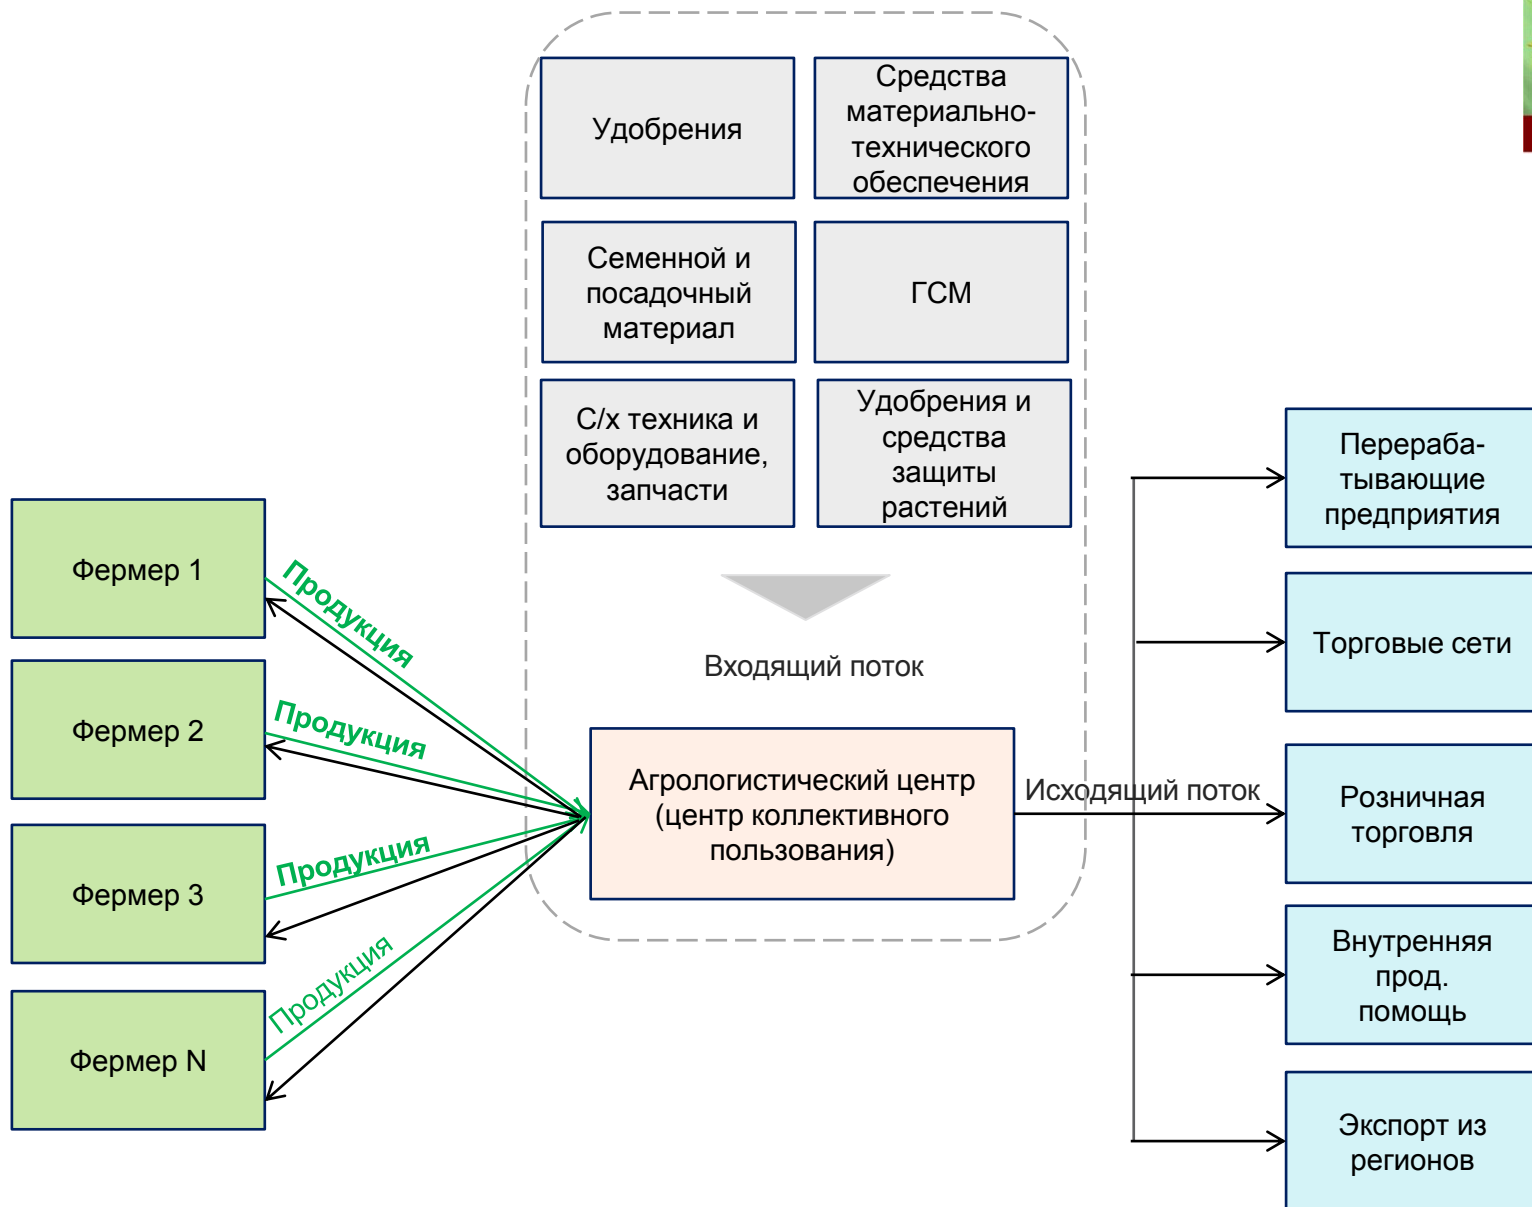 Удобрения
Средства
материально-
технического
обеспечения
Семенной и
посадочный
материал
ГСМ
С/х техника и
оборудование,
запчасти
Удобрения и
средства
защиты
растений
Входящий поток
Фермер 1
Фермер 2
Фермер 3
Фермер N
Продукция
Продукция
Продукция
Продукция
Агрологистический центр
(центр коллективного
пользования)
Исходящий поток
Перераба-
тывающие
предприятия
Торговые сети
Розничная
торговля
Внутренняя
прод.
помощь
Экспорт из
регионов